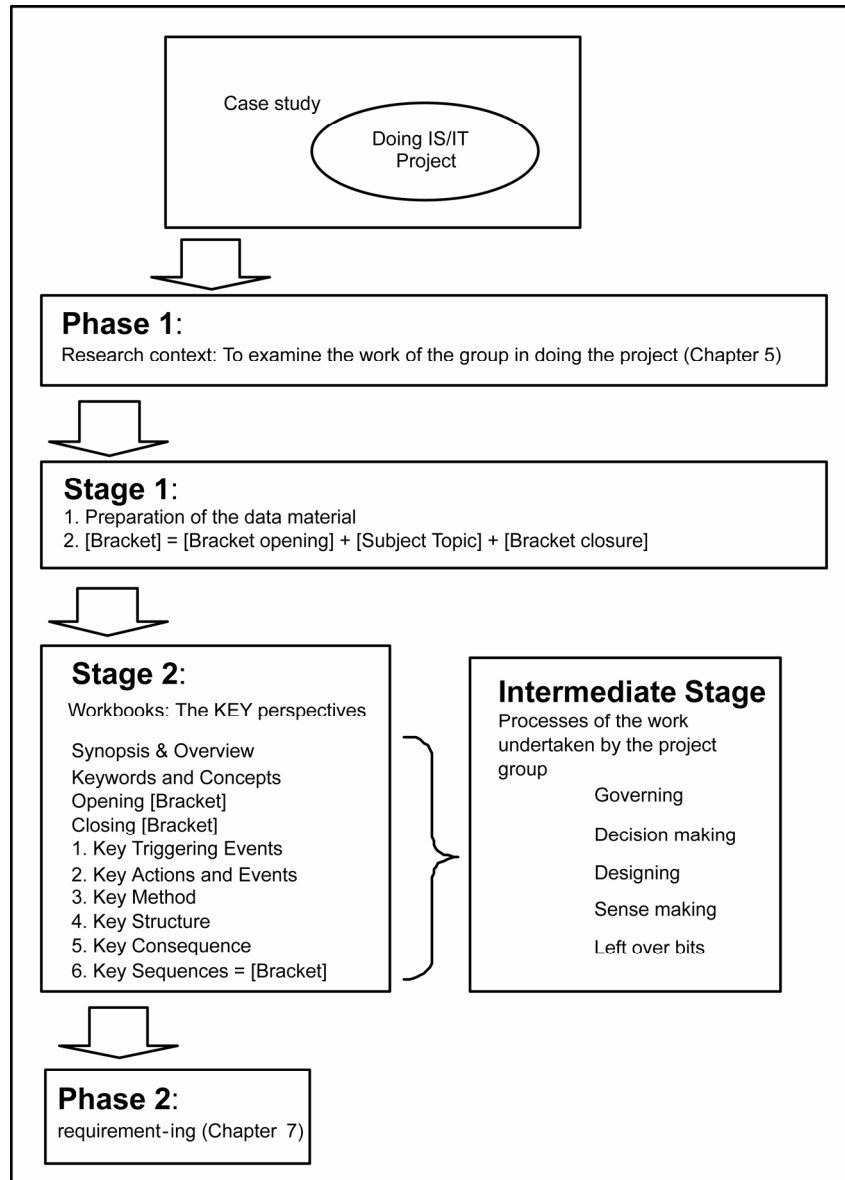 Case study
Doing IS/IT
Project
Phase 1:
Research context: To examine the work of the group in doing the project (Chapter 5)
Stage 1:
1. Preparation of the data material
2. [Bracket] = [Bracket opening] + [Subject Topic] + [Bracket closure]
Stage 2:
Workbooks: The KEY perspectives
Synopsis & Overview
Keywords and Concepts
Opening [Bracket]
Closing [Bracket]
1. Key Triggering Events
2. Key Actions and Events
3. Key Method
4. Key Structure
5. Key Consequence
6. Key Sequences = [Bracket]
Intermediate Stage
Processes of the work
undertaken by the project
group
Governing
Decision making
Designing
Sense making
Left over bits
Phase 2:
requirement-ing (Chapter 7)